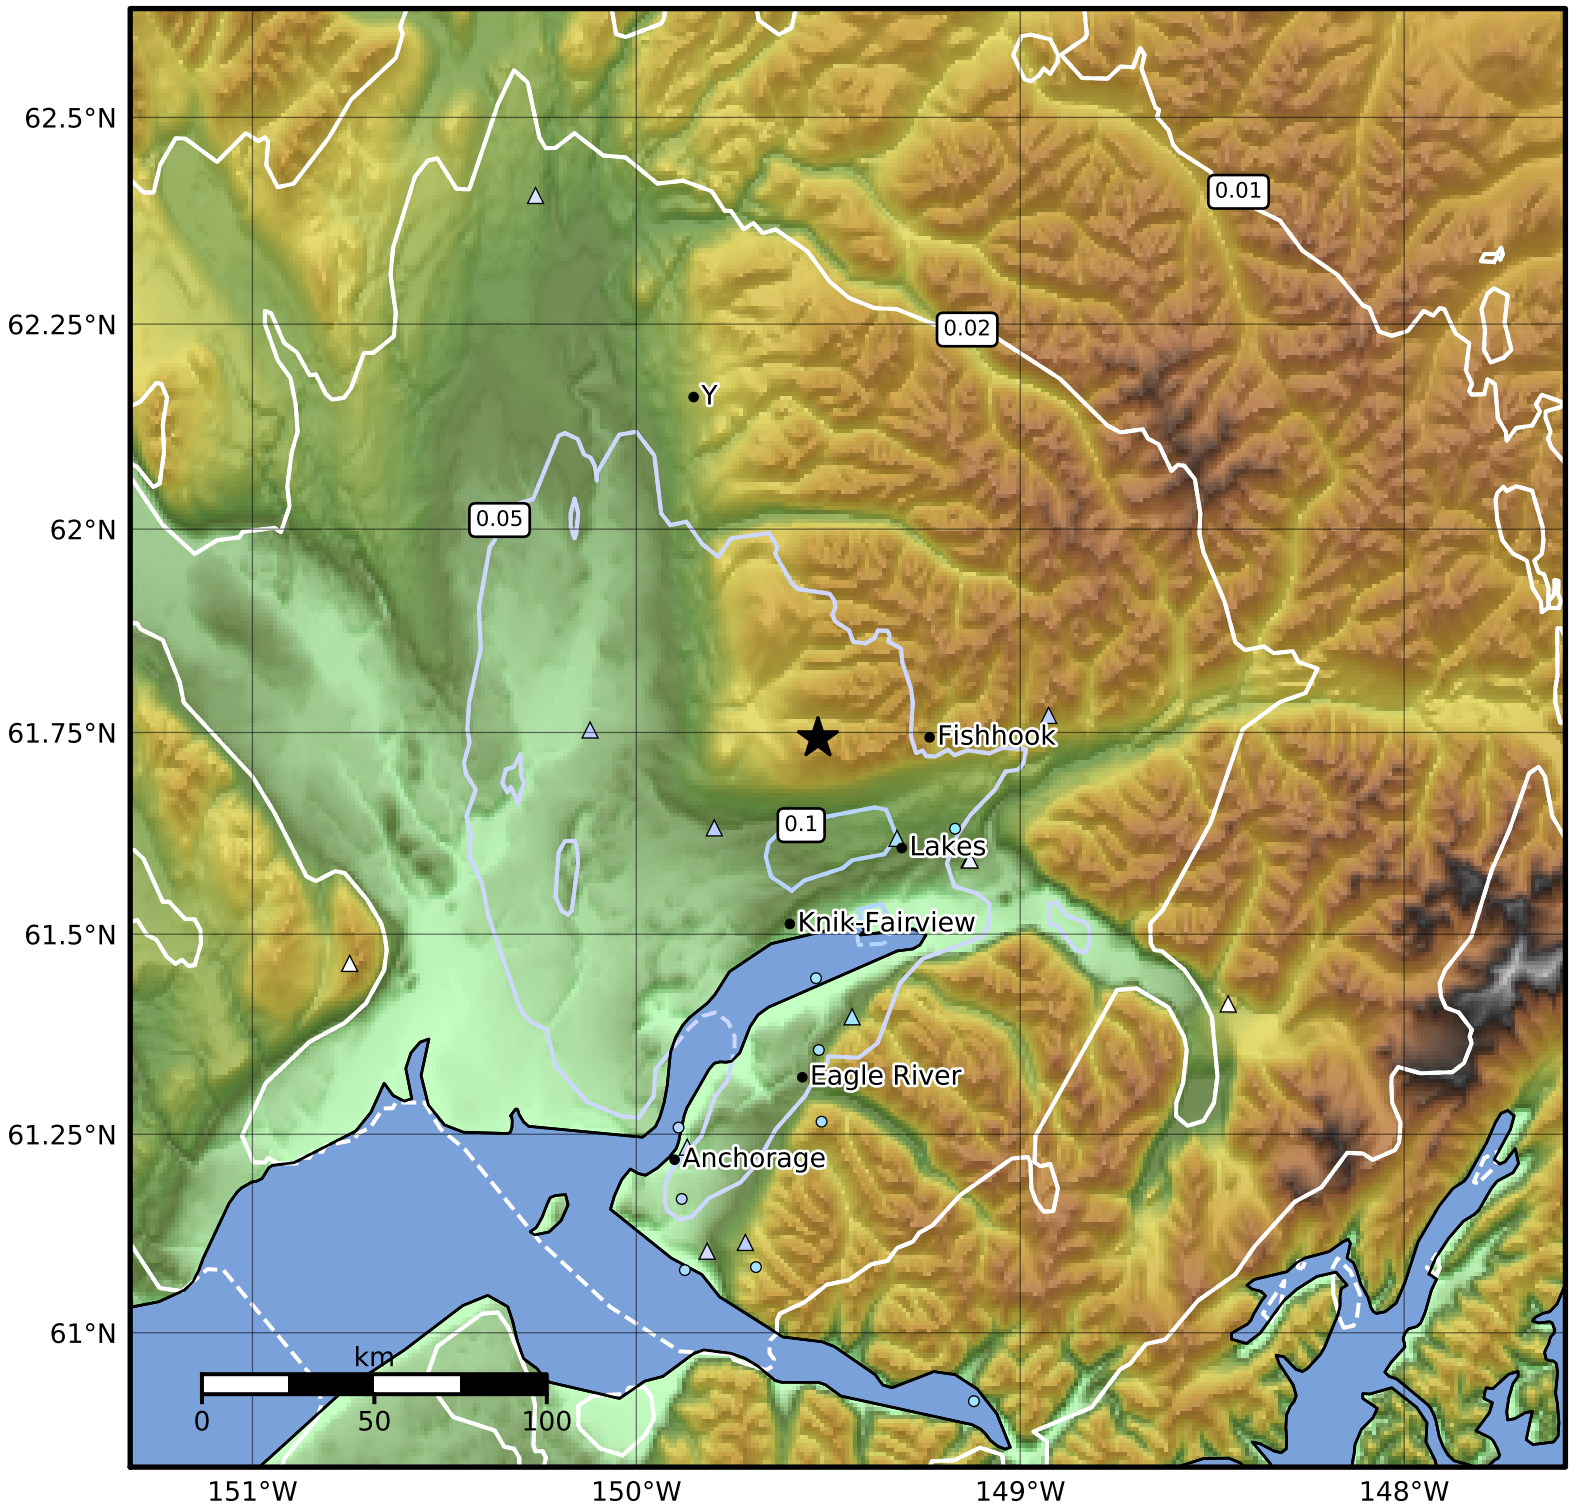 62.5°N
0.01
62.25°N
0.02
Y
0.05
62°N
61.75°N
Fishhook
0.1
Lakes
61.5°N
Knik-Fairview
Eagle River
61.25°N
Anchorage
61°N
km
0 50 100
151°W 150°W 149°W 148°W